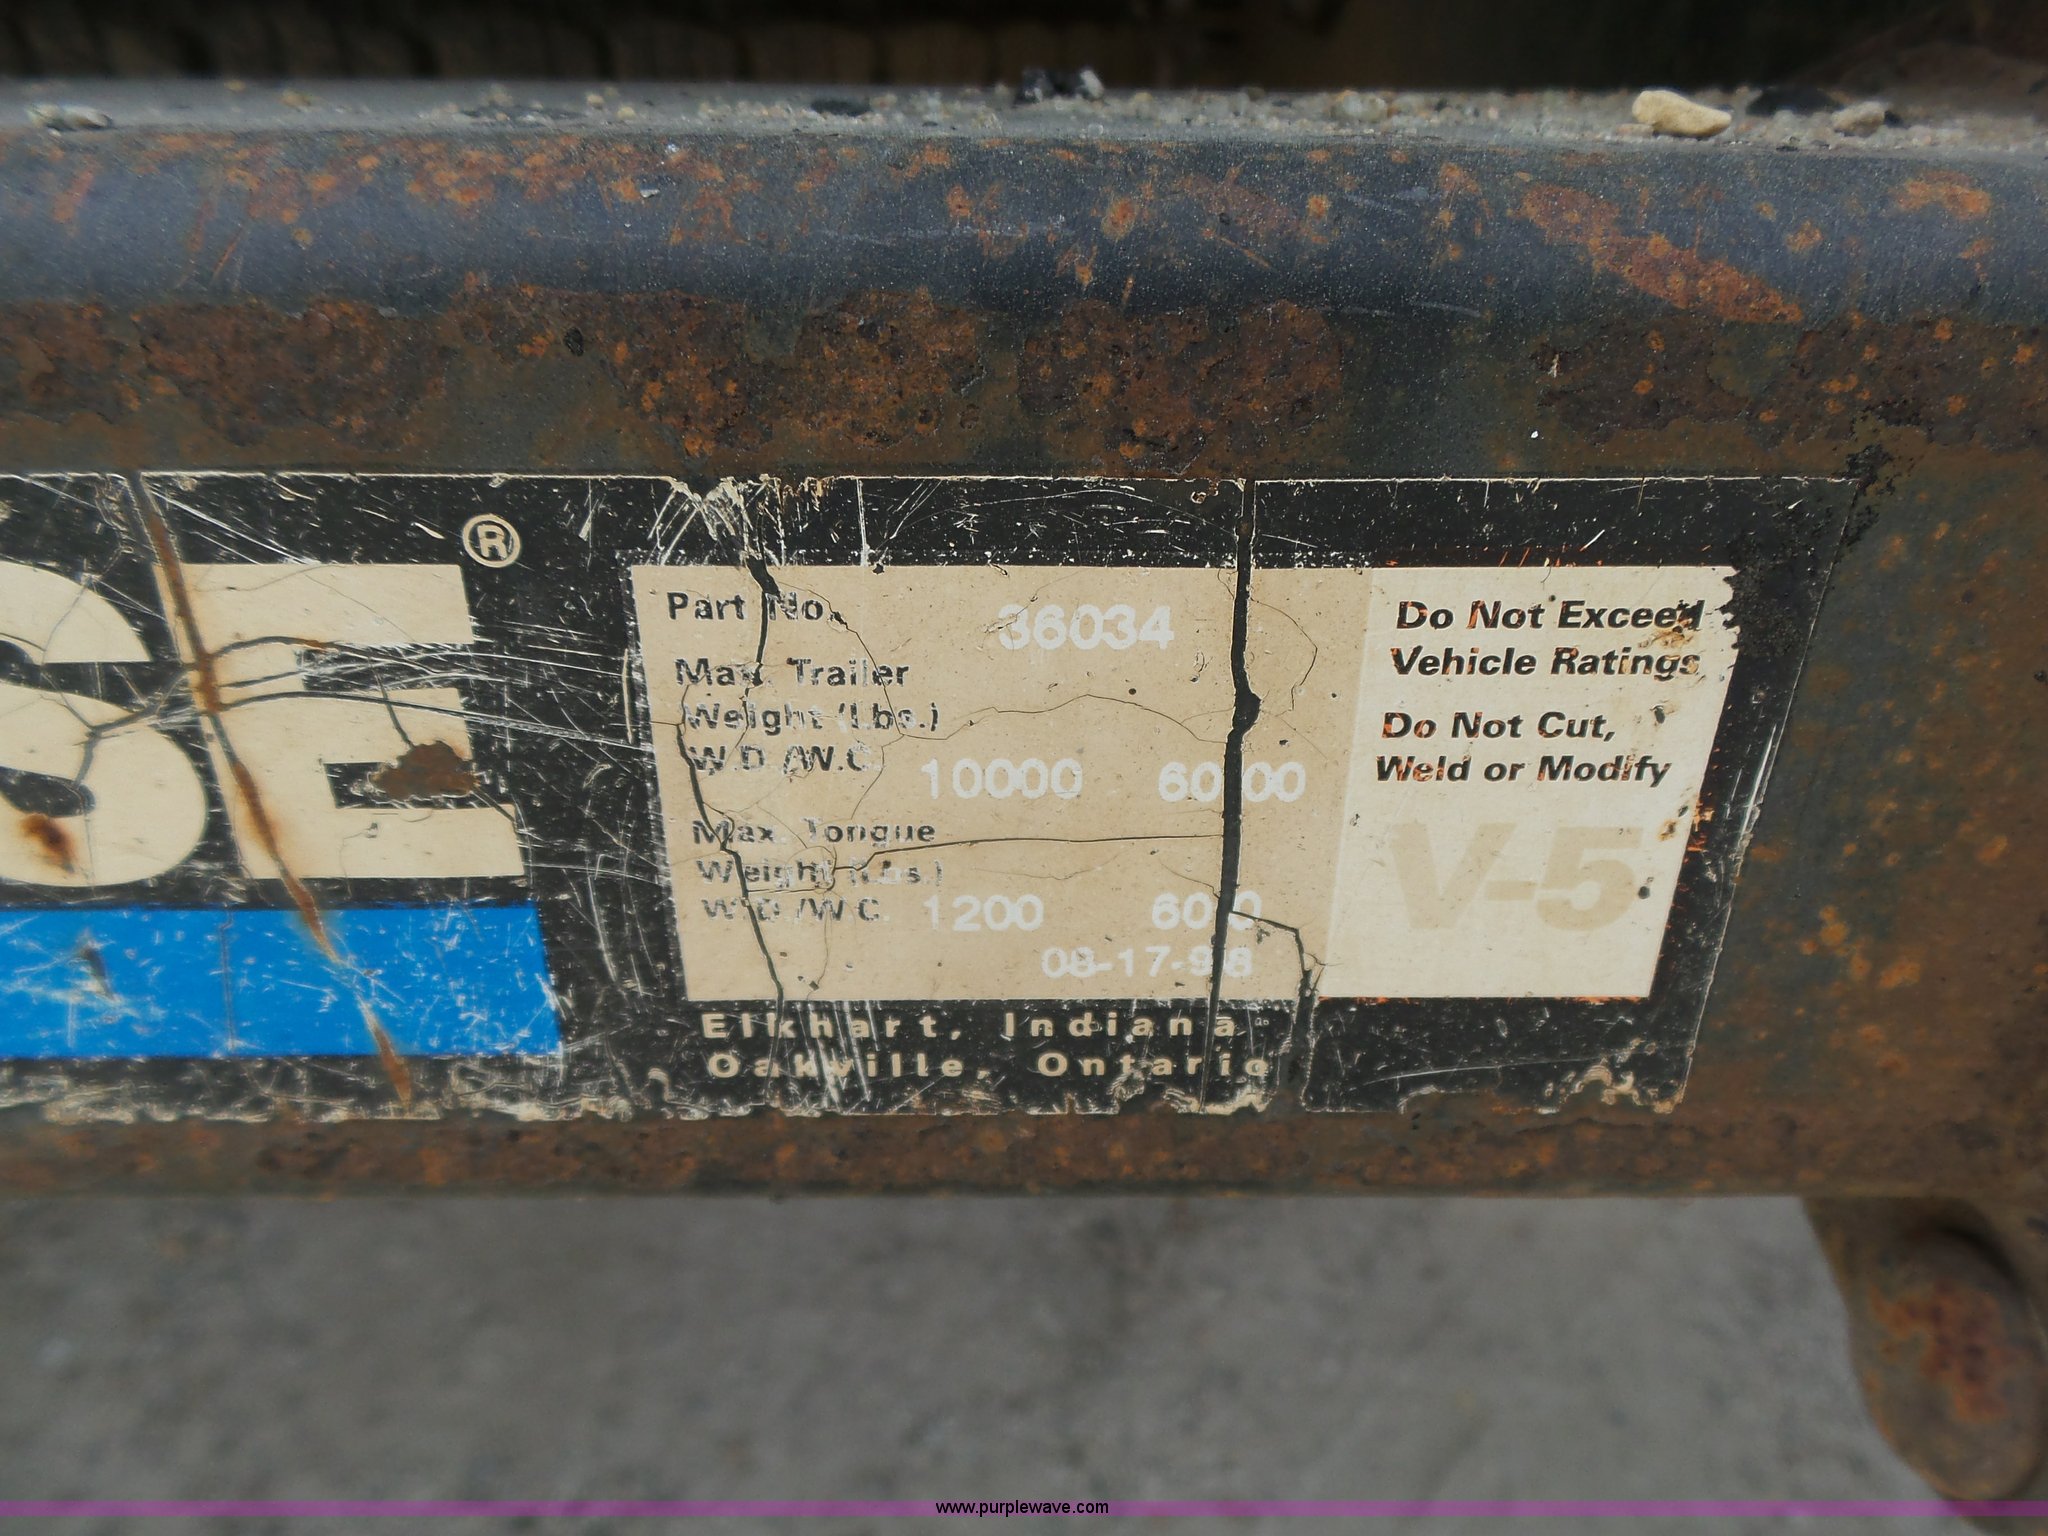 SE®
Part No. 36034
Max. Trailer
Weight (Lbs.)
W.D./W.C. 10000 6000
Max. Tongue
Weight (Lbs.)
W.D./W.C. 1200 600
08-17-98
Do Not Exceed
Vehicle Ratings
Do Not Cut,
Weld or Modify
V-5
Elkhart, Indiana
Oakville, Ontario
www.purplewave.com